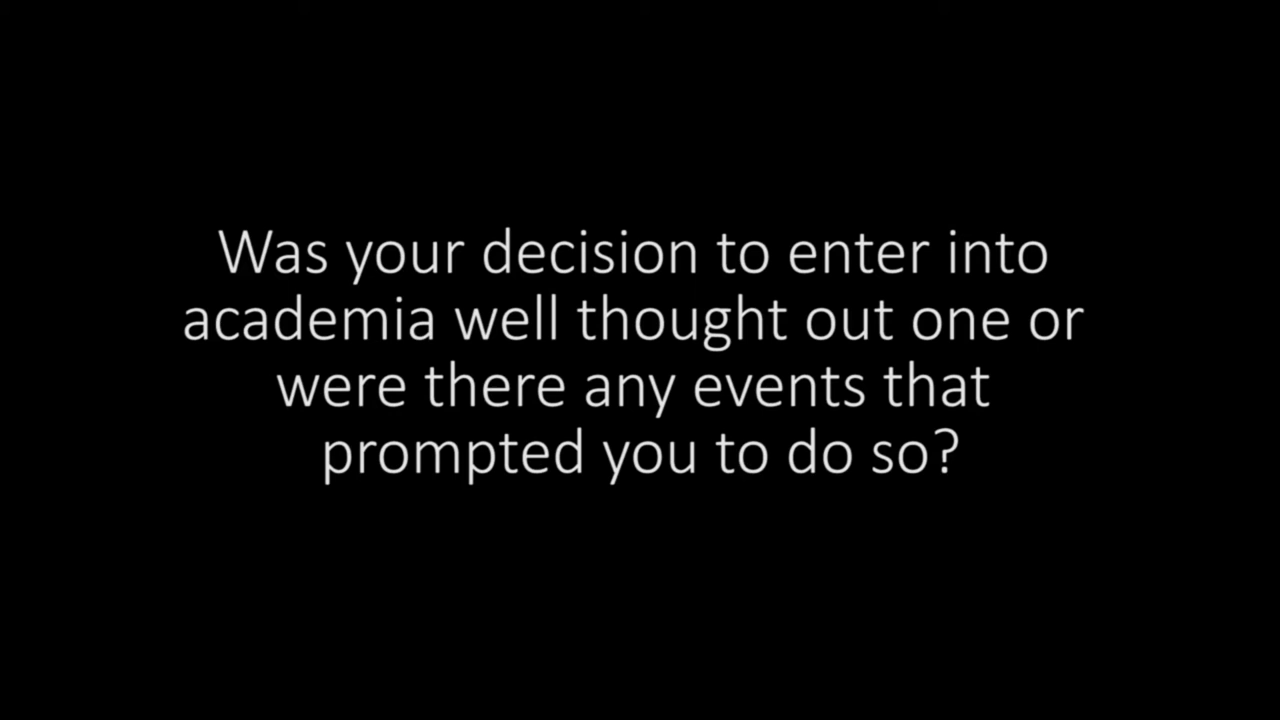 Was your decision to enter into
academia well thought out one or
were there any events that
prompted you to do so?